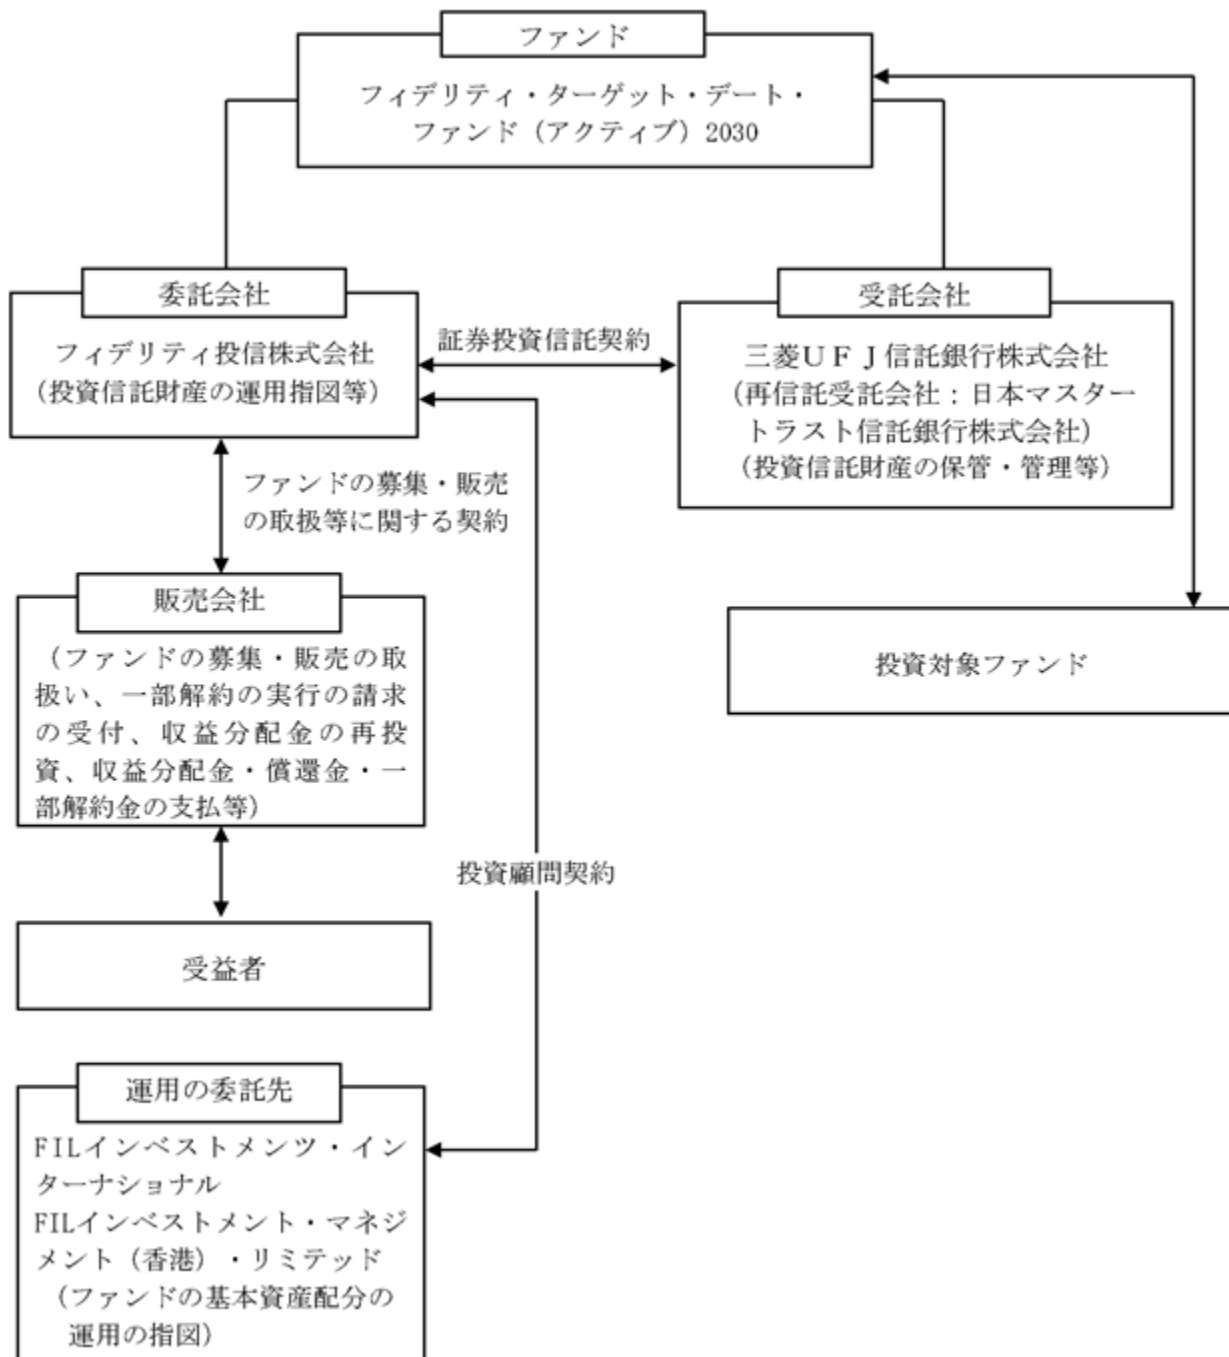 ファンド
フィデリティ・ターゲット・デート・
ファンド（アクティブ）2030
委託会社
フィデリティ投信株式会社
（投資信託財産の運用指図等）
証券投資信託契約
受託会社
三菱ＵＦＪ信託銀行株式会社
（再信託受託会社：日本マスター
トラスト信託銀行株式会社）
（投資信託財産の保管・管理等）
ファンドの募集・販売
の取扱等に関する契約
販売会社
（ファンドの募集・販売の取
扱い、一部解約の実行の請求
の受付、収益分配金の再投
資、収益分配金・償還金・一
部解約金の支払等）
投資対象ファンド
投資顧問契約
受益者
運用の委託先
FILインベストメンツ・イン
ターナショナル
FILインベストメント・マネジ
メント（香港）・リミテッド
（ファンドの基本資産配分の
運用の指図）